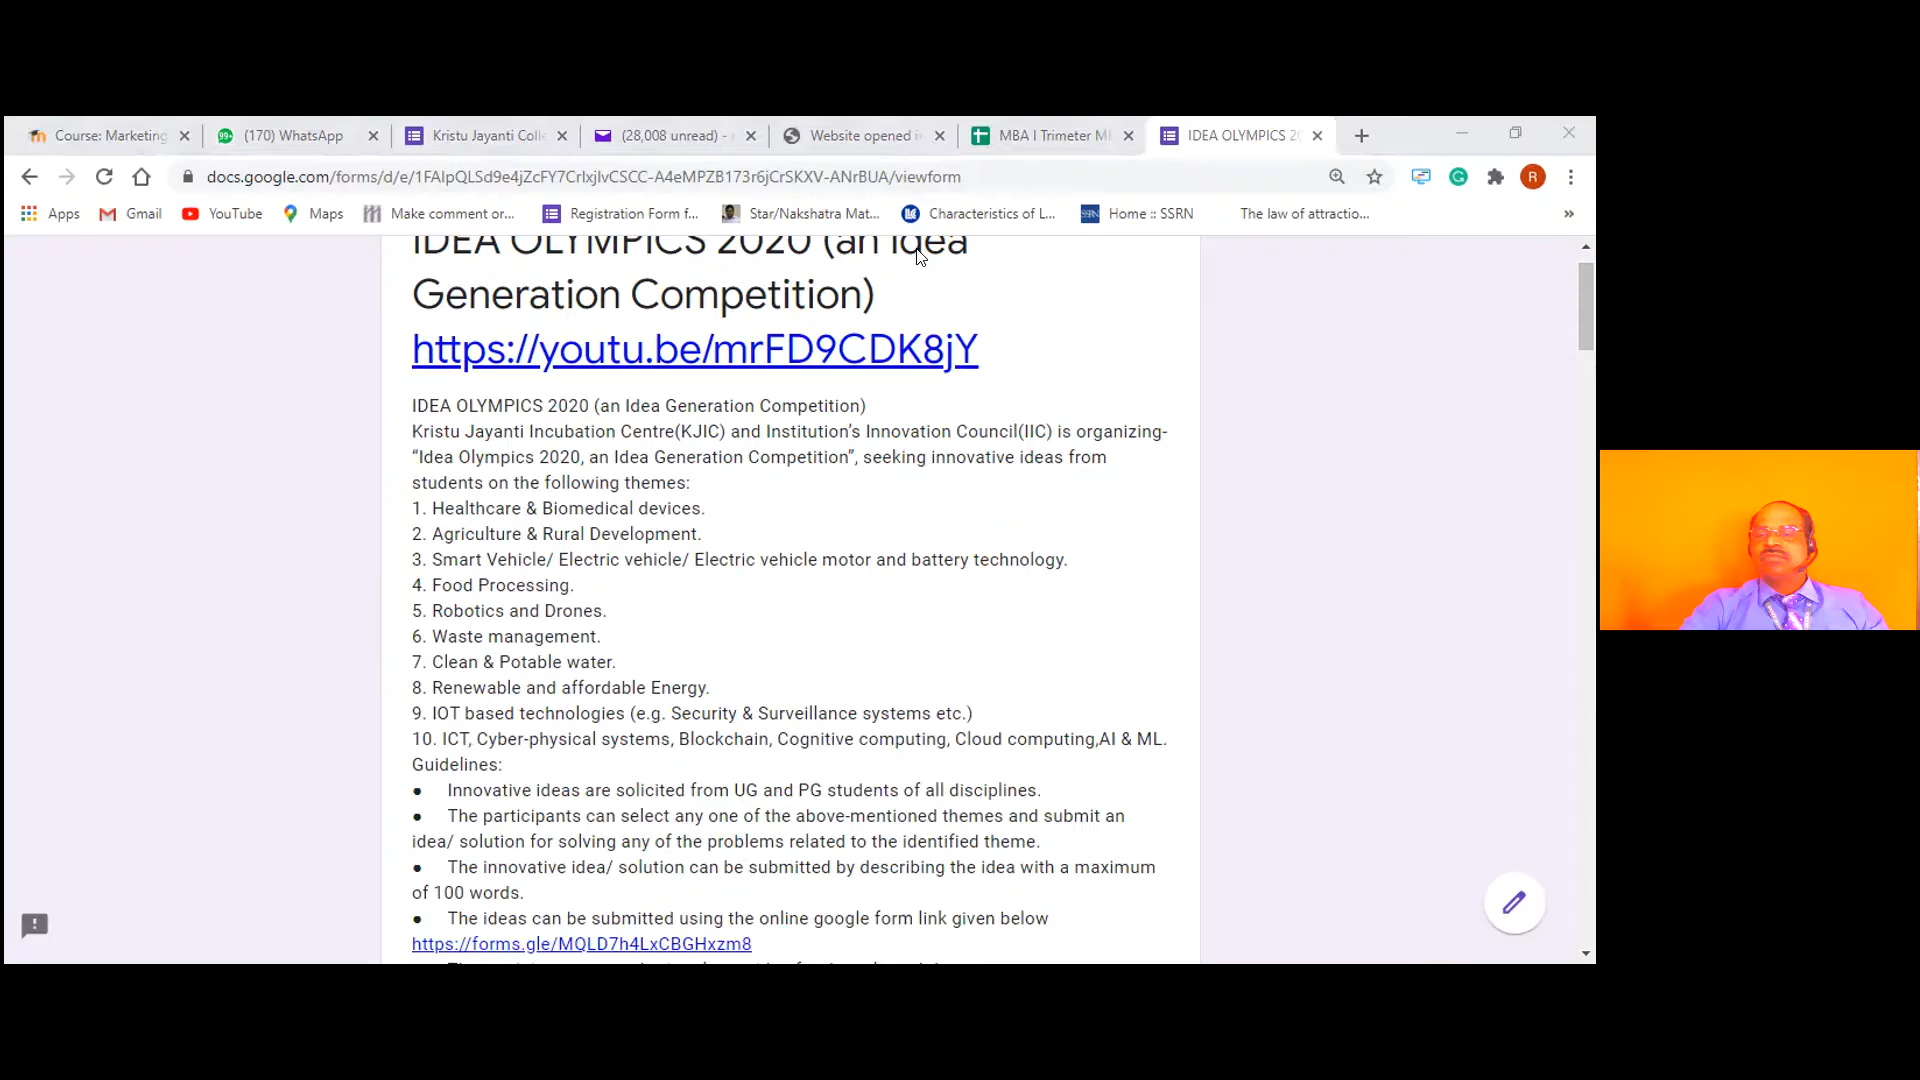 Course: Marketing
(170) WhatsApp
Kristu Jayanti Coll
(28,008 unread) -
Website opened i
MBA I Trimeter M
IDEA OLYMPICS 20
docs.google.com/forms/d/e/1FAIpQLSd9e4jZcFY7CrIxjIvCSCC-A4eMPZB173r6jCrSKXV-ANrBUA/viewform
R
Apps
Gmail
YouTube
Maps
Make comment or...
Registration Form f...
Star/Nakshatra Mat...
Characteristics of L...
SSRN
Home :: SSRN
The law of attractio...
IDEA OLYMPICS 2020 (an Idea
Generation Competition)
https://youtu.be/mrFD9CDK8jY
IDEA OLYMPICS 2020 (an Idea Generation Competition)
Kristu Jayanti Incubation Centre(KJIC) and Institution’s Innovation Council(IIC) is organizing-
“Idea Olympics 2020, an Idea Generation Competition”, seeking innovative ideas from
students on the following themes:
1. Healthcare & Biomedical devices.
2. Agriculture & Rural Development.
3. Smart Vehicle/ Electric vehicle/ Electric vehicle motor and battery technology.
4. Food Processing.
5. Robotics and Drones.
6. Waste management.
7. Clean & Potable water.
8. Renewable and affordable Energy.
9. IOT based technologies (e.g. Security & Surveillance systems etc.)
10. ICT, Cyber-physical systems, Blockchain, Cognitive computing, Cloud computing,AI & ML.
Guidelines:
● Innovative ideas are solicited from UG and PG students of all disciplines.
● The participants can select any one of the above-mentioned themes and submit an
idea/ solution for solving any of the problems related to the identified theme.
● The innovative idea/ solution can be submitted by describing the idea with a maximum
of 100 words.
● The ideas can be submitted using the online google form link given below
https://forms.gle/MQLD7h4LxCBGHxzm8